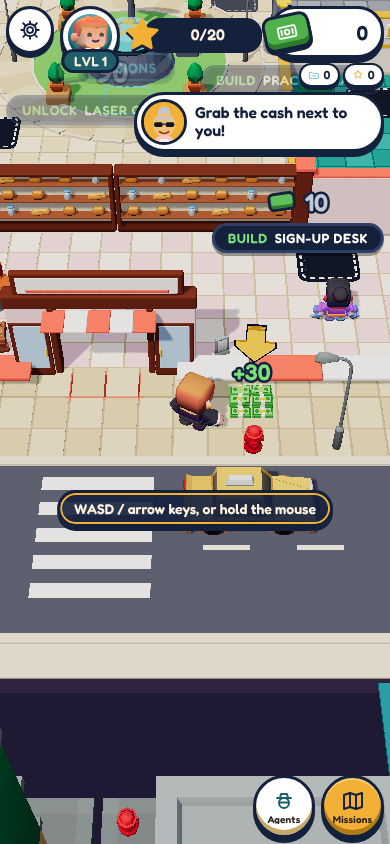 LVL 1
0/20
0
MISSIONS
BUILD PRAC
0
0
UNLOCK LASER G
Grab the cash next to
you!
10
BUILD SIGN-UP DESK
+30
WASD / arrow keys, or hold the mouse
Agents
Missions